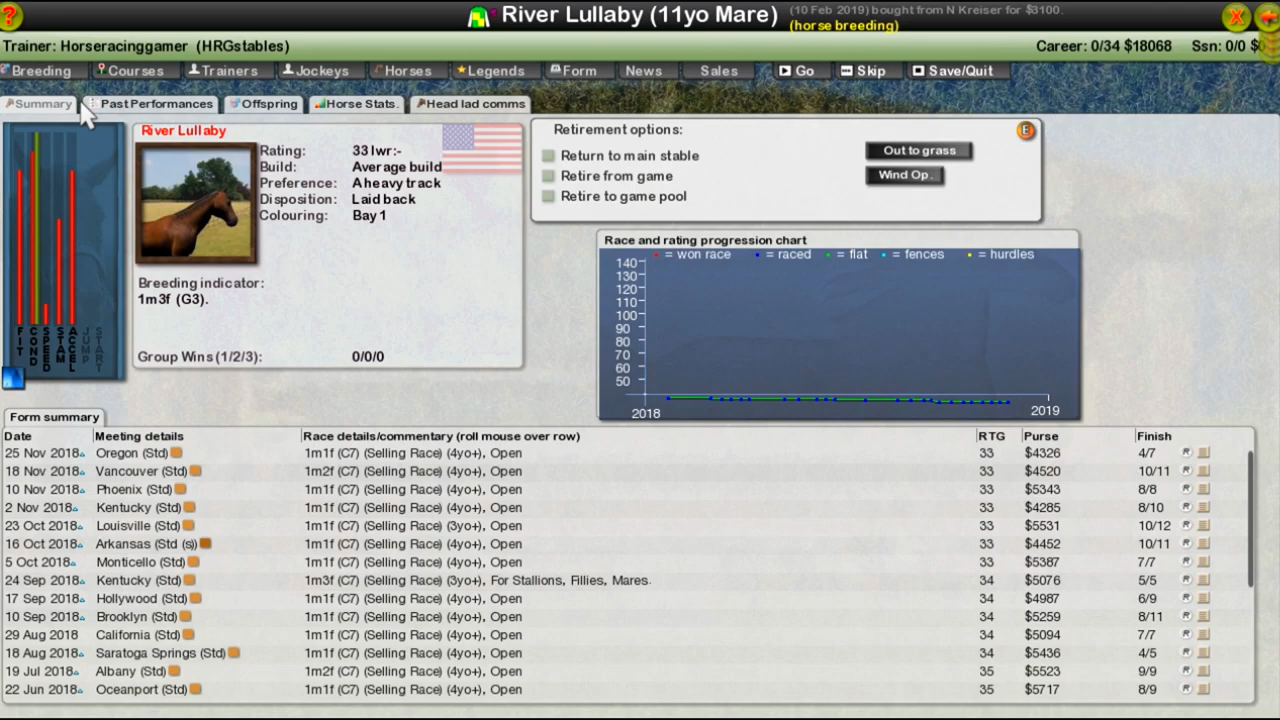 River Lullaby (11yo Mare)
(10 Feb 2019) bought from N Kreiser for $3100.
(horse breeding)
Trainer: Horseracinggamer (HRGstables)
Career: 0/34 $18068
Ssn: 0/0 $0
Breeding Courses Trainers Jockeys Horses Legends Form News Sales Go Skip Save/Quit
Summary Past Performances Offspring Horse Stats. Head lad comms
River Lullaby
Rating: 33 lwr:-
Build: Average build
Preference: A heavy track
Disposition: Laid back
Colouring: Bay 1
Breeding indicator:
1m3f (G3).
Group Wins (1/2/3): 0/0/0
FIT COND SPEED STAM ACCEL JUMP START
Retirement options:
Return to main stable
Retire from game
Retire to game pool
Out to grass
Wind Op.
E
Race and rating progression chart
= won race = raced = flat = fences = hurdles
140
130
120
110
100
90
80
70
60
50
2018 2019
Form summary
Date Meeting details Race details/commentary (roll mouse over row) RTG Purse Finish
25 Nov 2018 Oregon (Std) 1m1f (C7) (Selling Race) (4yo+), Open 33 $4326 4/7
18 Nov 2018 Vancouver (Std) 1m2f (C7) (Selling Race) (4yo+), Open 33 $4520 10/11
10 Nov 2018 Phoenix (Std) 1m1f (C7) (Selling Race) (4yo+), Open 33 $5343 8/8
2 Nov 2018 Kentucky (Std) 1m1f (C7) (Selling Race) (4yo+), Open 33 $4285 8/10
23 Oct 2018 Louisville (Std) 1m1f (C7) (Selling Race) (3yo+), Open 33 $5531 10/12
16 Oct 2018 Arkansas (Std (s)) 1m1f (C7) (Selling Race) (4yo+), Open 33 $4452 10/11
5 Oct 2018 Monticello (Std) 1m1f (C7) (Selling Race) (4yo+), Open 33 $5387 7/7
24 Sep 2018 Kentucky (Std) 1m3f (C7) (Selling Race) (3yo+), For Stallions, Fillies, Mares. 34 $5076 5/5
17 Sep 2018 Hollywood (Std) 1m1f (C7) (Selling Race) (4yo+), Open 34 $4987 6/9
10 Sep 2018 Brooklyn (Std) 1m1f (C7) (Selling Race) (4yo+), Open 34 $5259 8/11
29 Aug 2018 California (Std) 1m1f (C7) (Selling Race) (4yo+), Open 34 $5094 7/7
18 Aug 2018 Saratoga Springs (Std) 1m1f (C7) (Selling Race) (4yo+), Open 34 $5436 4/5
19 Jul 2018 Albany (Std) 1m2f (C7) (Selling Race) (4yo+), Open 35 $5523 9/9
22 Jun 2018 Oceanport (Std) 1m1f (C7) (Selling Race) (4yo+), Open 35 $5717 8/9